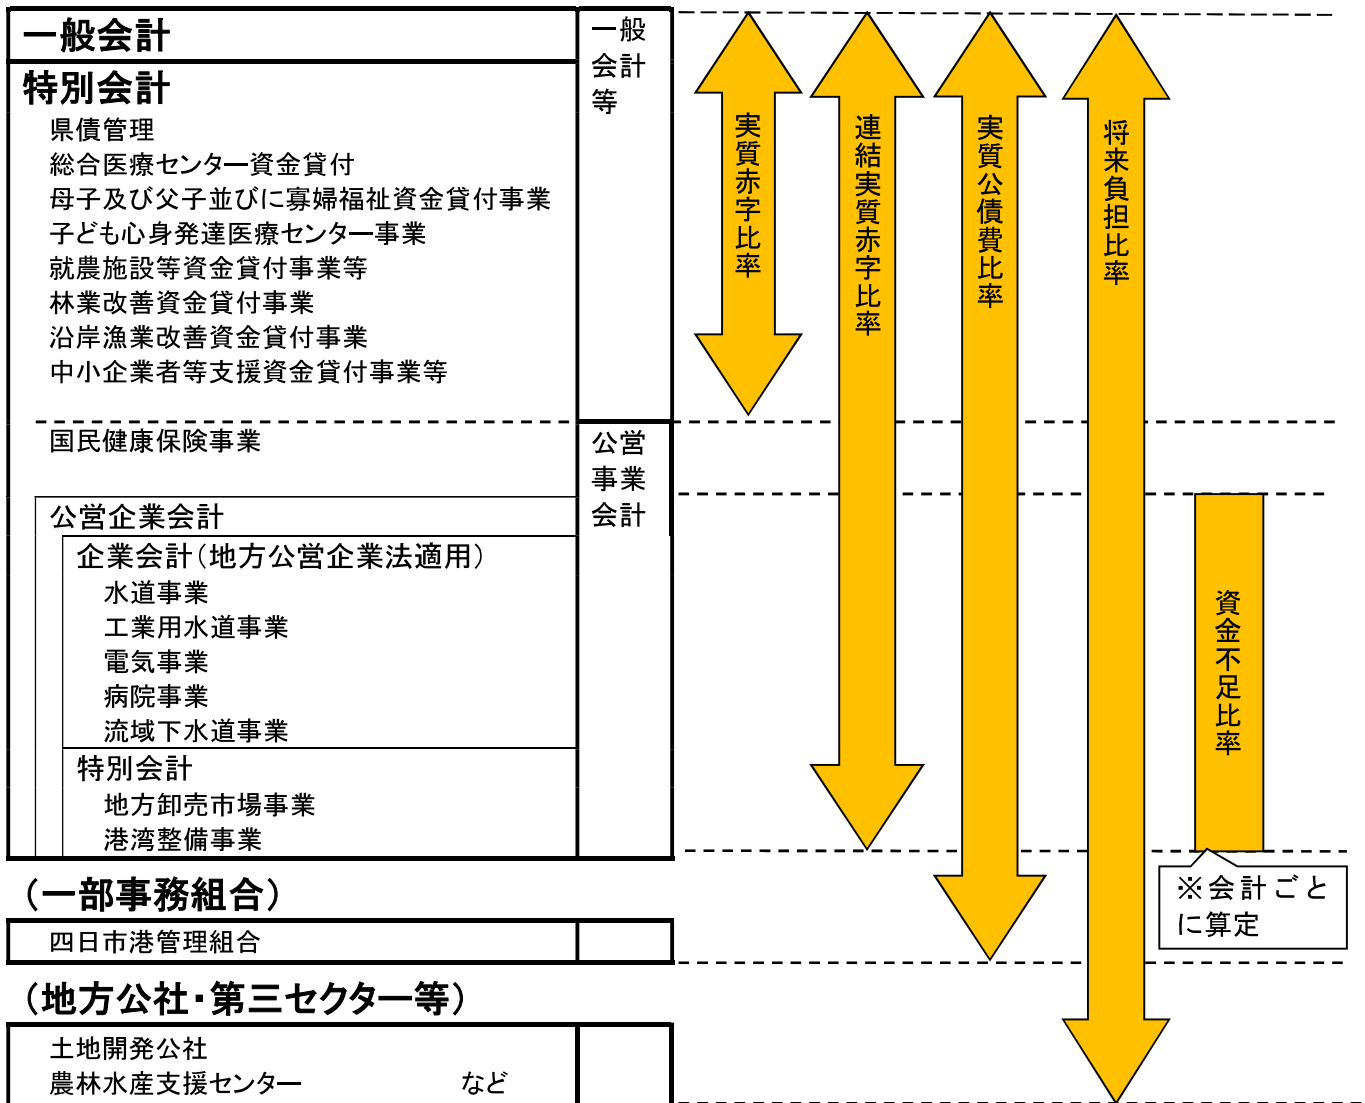 一般会計
一般
会計
等
特別会計
県債管理
総合医療センター資金貸付
母子及び父子並びに寡婦福祉資金貸付事業
子ども心身発達医療センター事業
就農施設等資金貸付事業等
林業改善資金貸付事業
沿岸漁業改善資金貸付事業
中小企業者等支援資金貸付事業等
国民健康保険事業
公営
事業
会計
公営企業会計
企業会計(地方公営企業法適用)
水道事業
工業用水道事業
電気事業
病院事業
流域下水道事業
特別会計
地方卸売市場事業
港湾整備事業
(一部事務組合)
四日市港管理組合
(地方公社・第三セクター等)
土地開発公社
農林水産支援センター など
実質赤字比率
連結実質赤字比率
実質公債費比率
将来負担比率
資金不足比率
※会計ごと
に算定